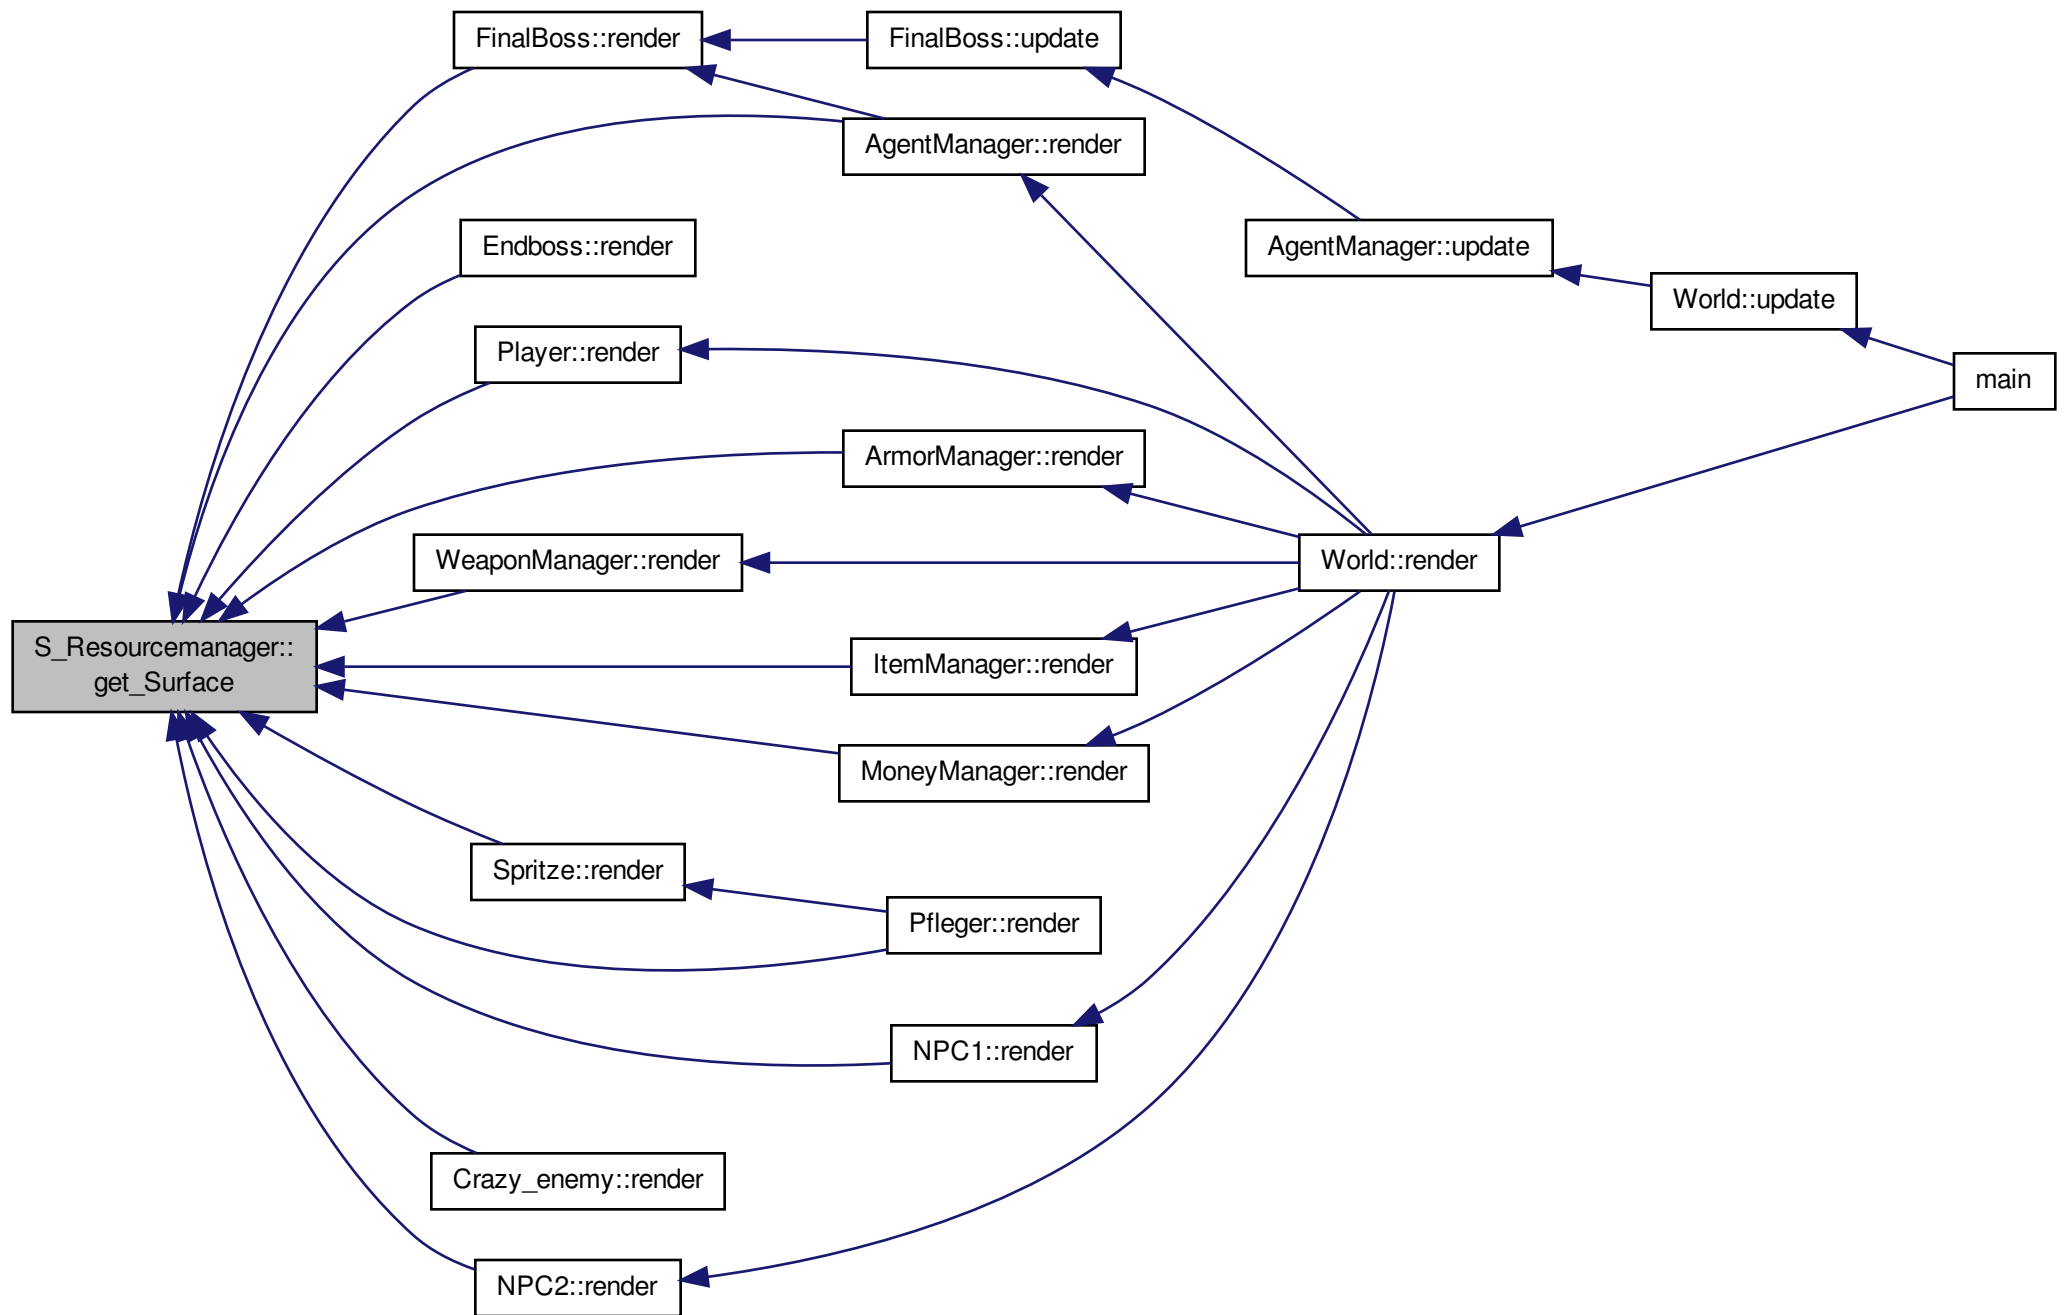 FinalBoss::render
FinalBoss::update
AgentManager::render
Endboss::render
AgentManager::update
World::update
Player::render
main
ArmorManager::render
WeaponManager::render
World::render
S_Resourcemanager::
get_Surface
ItemManager::render
MoneyManager::render
Spritze::render
Pfleger::render
NPC1::render
Crazy_enemy::render
NPC2::render